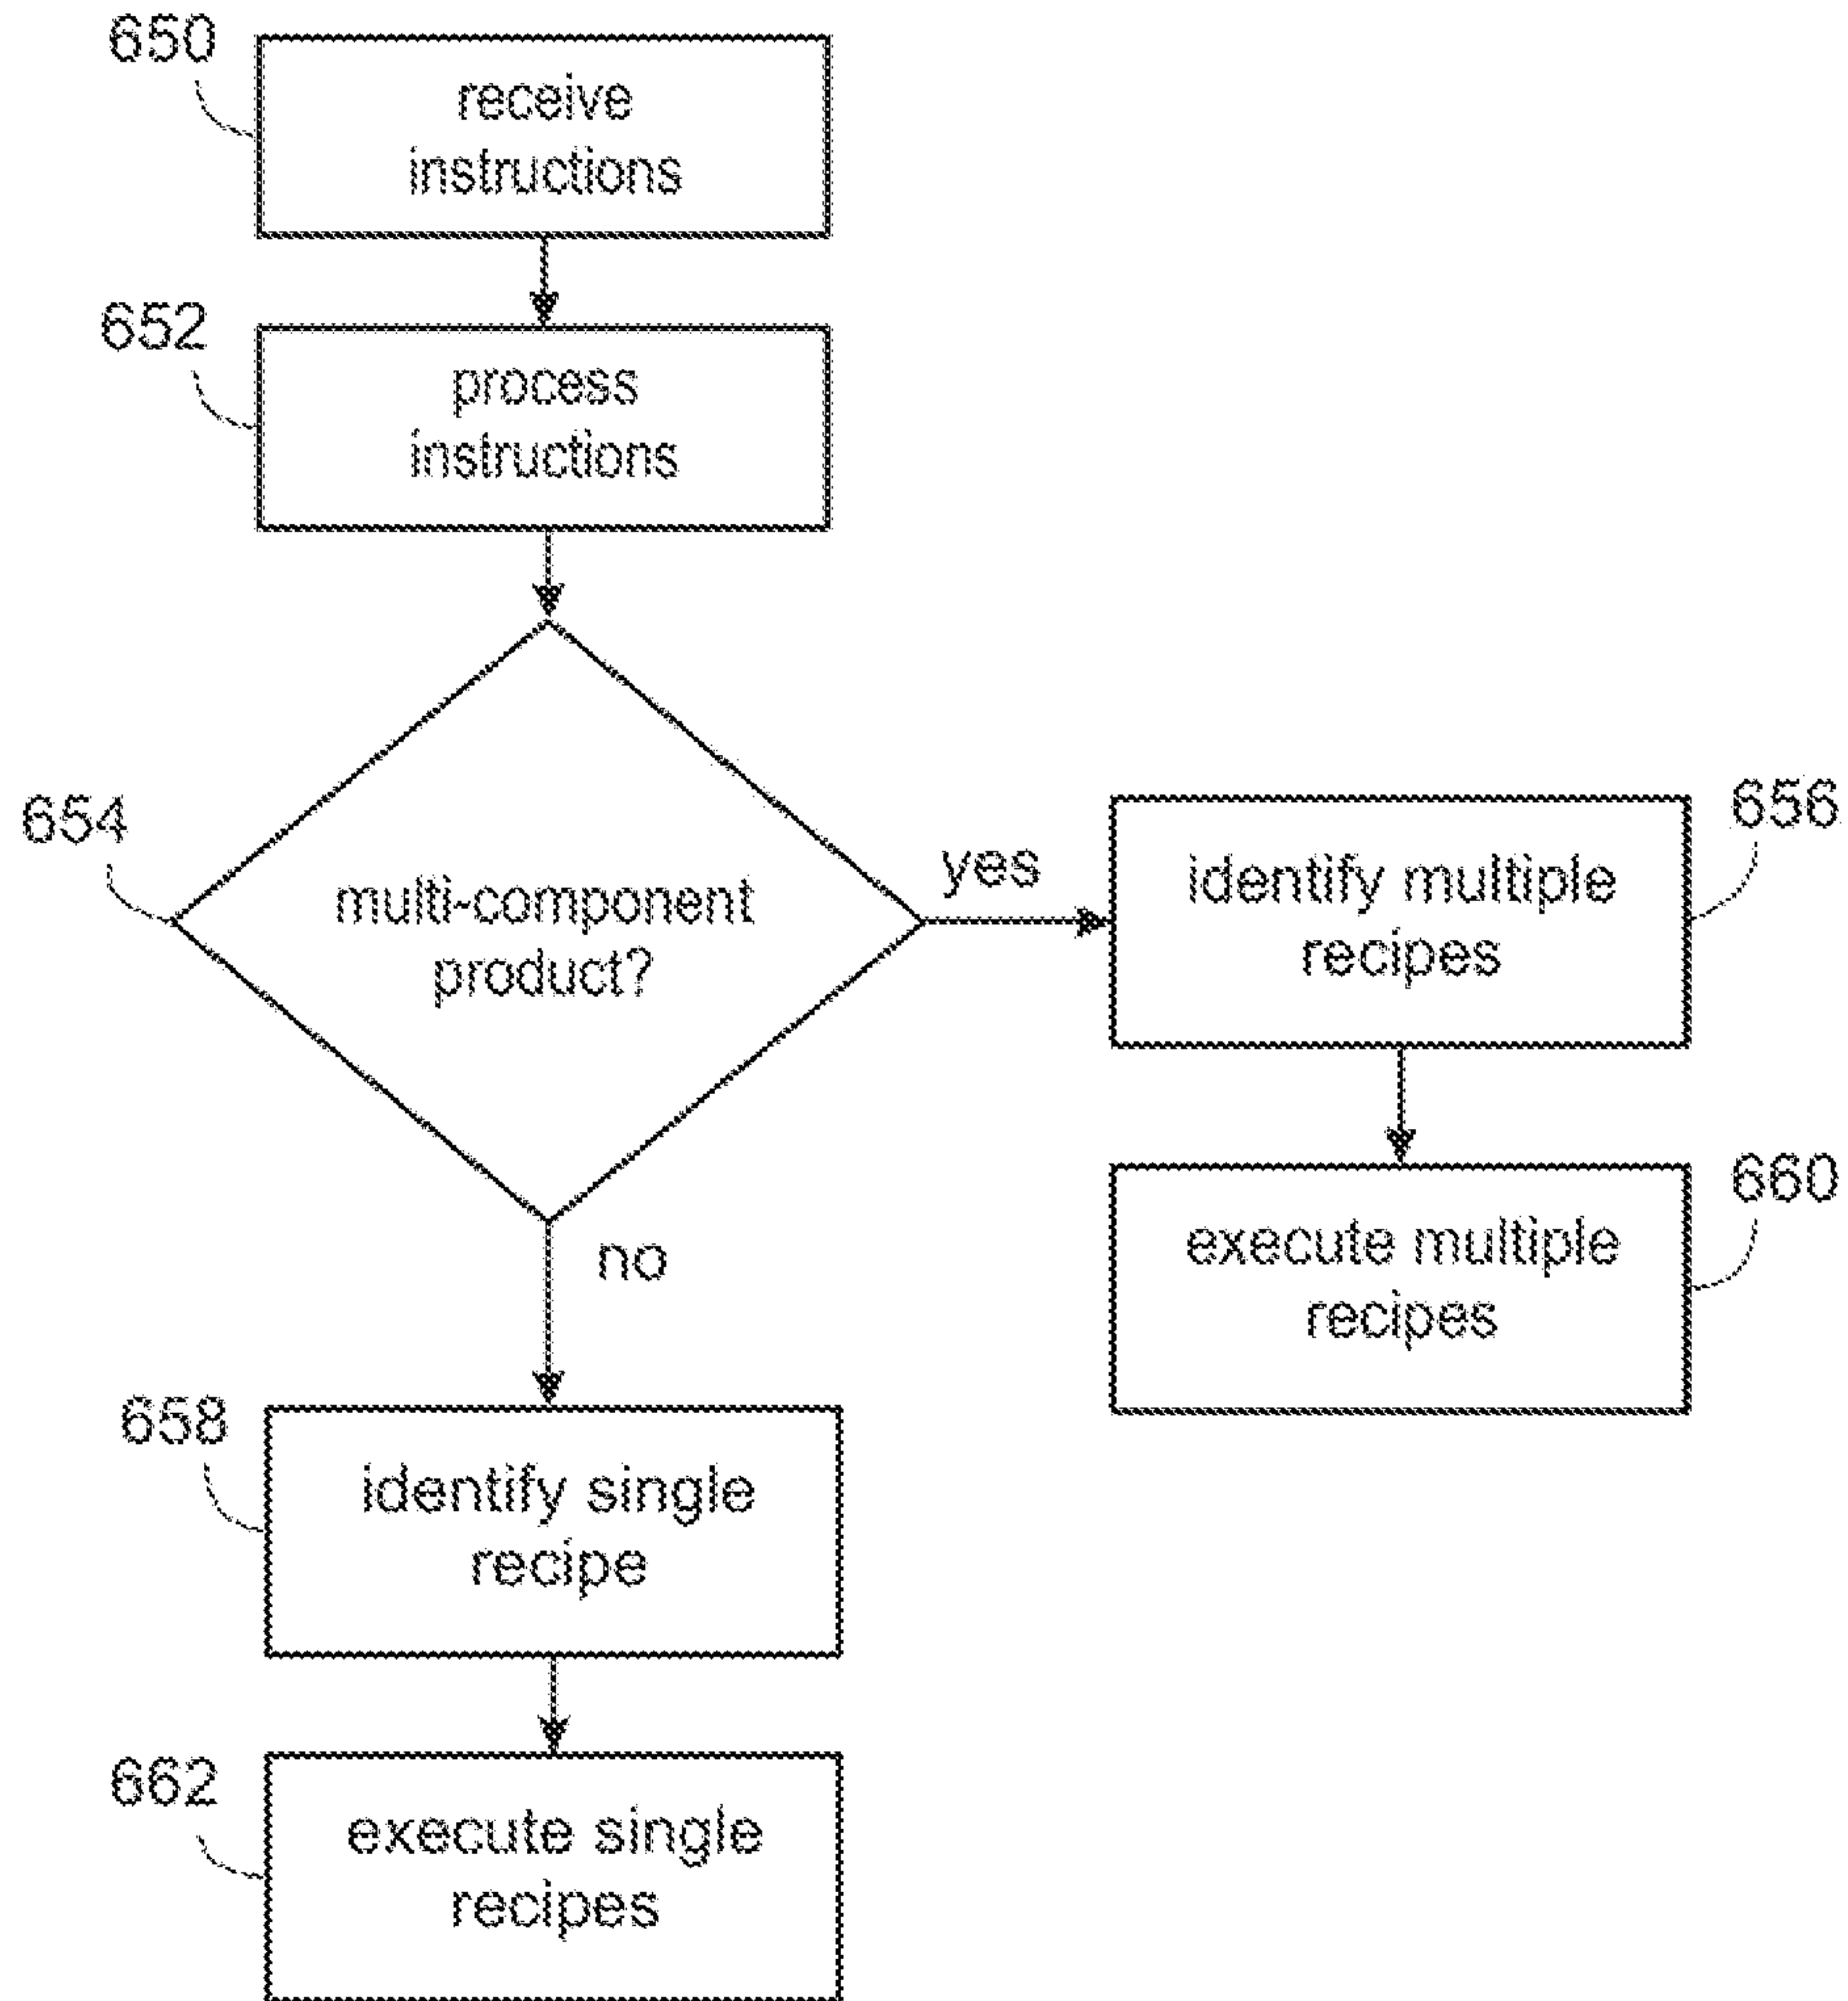 650
receive
instructions
652
process
instructions
654
multi-component
product?
yes
656
identify multiple
recipes
660
execute multiple
recipes
no
658
identify single
recipe
662
execute single
recipes